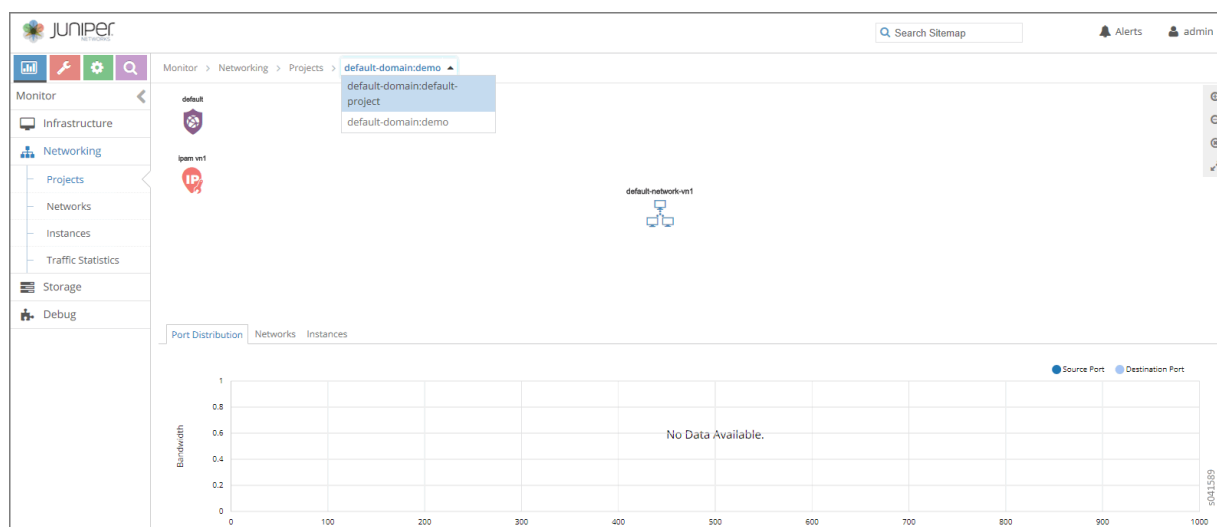 JUNIPEr
NETWORKS
Search Sitemap
Alerts
admin
Monitor > Networking > Projects > default-domain:demo
default-domain:default-
project
default-domain:demo
Monitor
Infrastructure
Networking
Projects
Networks
Instances
Traffic Statistics
Storage
Debug
default
ipam vn1
IP
default-network-vn1
Port Distribution Networks Instances
Source Port Destination Port
Bandwidth
1
0.8
0.6
0.4
0.2
0
No Data Available.
0 100 200 300 400 500 600 700 800 900 1000
s041589